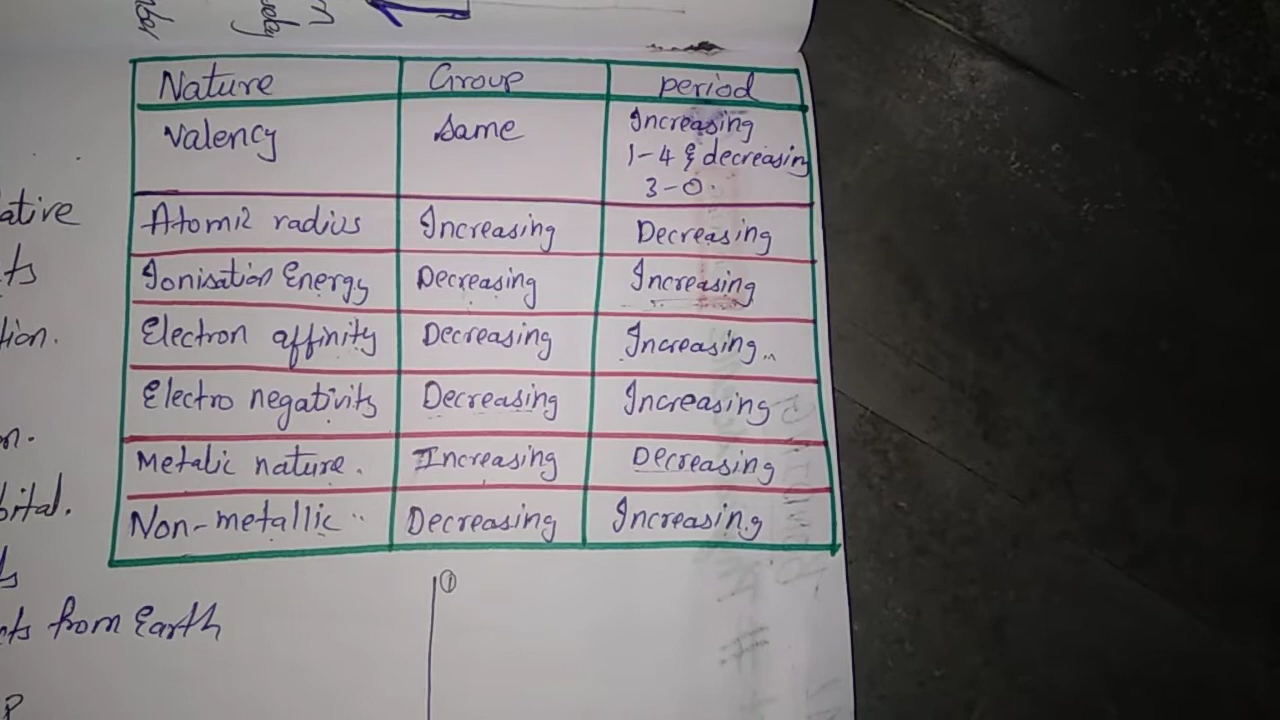 Nature Group period
Valency same Increasing
1-4 & decreasing
3-0.
Atomic radius Increasing Decreasing
Ionisation Energy Decreasing Increasing
Electron affinity Decreasing Increasing
Electro negativity Decreasing Increasing
Metalic nature. Increasing Decreasing
Non-metallic " Decreasing Increasing
ative
ts
tion.
n.
bital.
cts from Earth
①